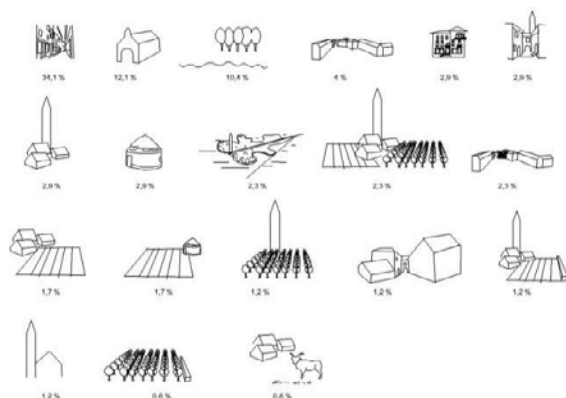 34,1 % 12,1 % 10,4 % 4 % 2,9 % 2,9 %
2,9 % 2,9 % 2,3 % 2,3 % 2,3 %
1,7 % 1,7 % 1,2 % 1,2 % 1,2 %
1,2 % 0,6 % 0,6 %